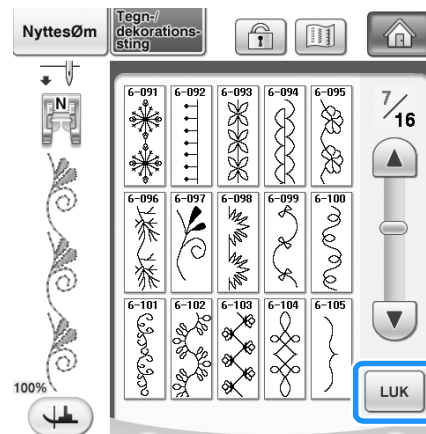 NyttesØm
Tegn-/
dekorations-
sting
N
6-091 6-092 6-093 6-094 6-095
7/16
6-096 6-097 6-098 6-099 6-100
6-101 6-102 6-103 6-104 6-105
100%
LUK